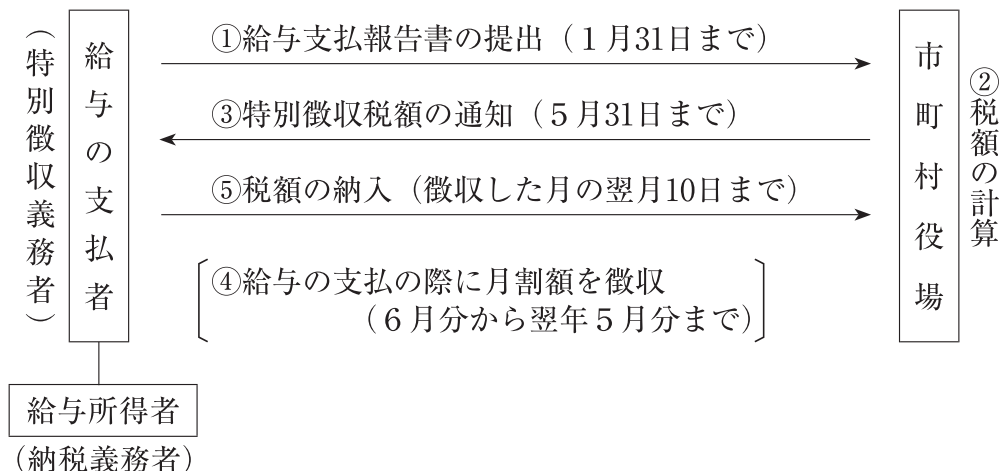 (特別徴収義務者)
給与の支払者
①給与支払報告書の提出(1月31日まで)
③特別徴収税額の通知(5月31日まで)
⑤税額の納入(徴収した月の翌月10日まで)
④給与の支払の際に月割額を徴収
(6月分から翌年5月分まで)
市町村役場
②税額の計算
給与所得者
(納税義務者)